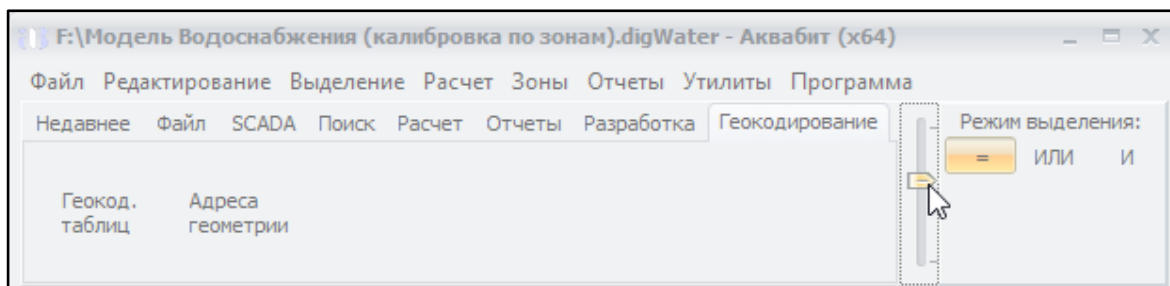 F:\Модель Водоснабжения (калибровка по зонам).digWater - Аквабит (x64)
Файл Редактирование Выделение Расчет Зоны Отчеты Утилиты Программа
Недавнее Файл SCADA Поиск Расчет Отчеты Разработка Геокодирование
Режим выделения:
= ИЛИ И
Геокод. таблиц
Адреса геометрии